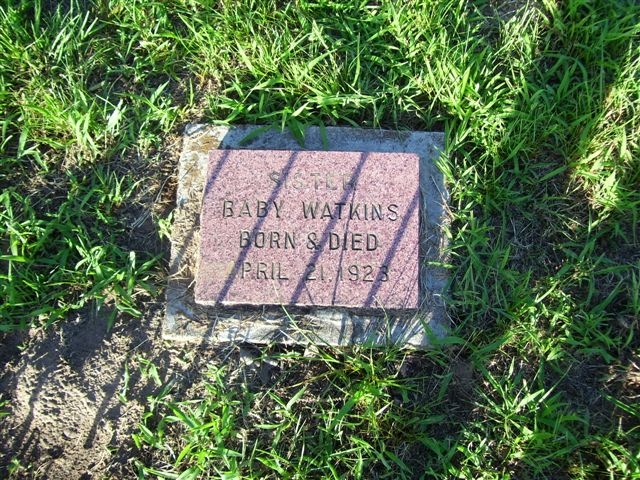 SISTER
BABY WATKINS
BORN & DIED
APRIL 21 1923